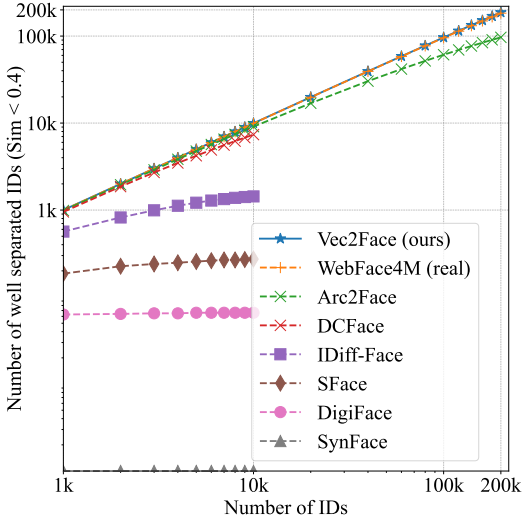 200k
100k
10k
1k
Number of well separated IDs (Sim < 0.4)
Vec2Face (ours)
WebFace4M (real)
Arc2Face
DCFace
IDiff-Face
SFace
DigiFace
SynFace
1k 10k 100k 200k
Number of IDs